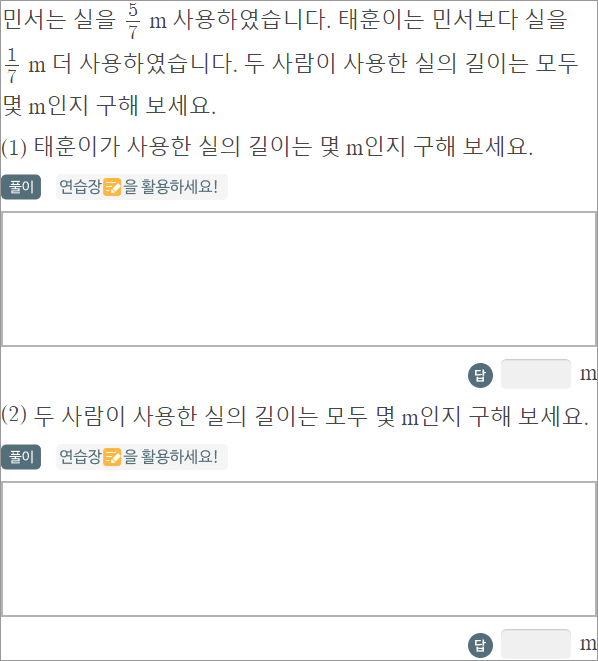 민서는 실을 5/7 m 사용하였습니다. 태훈이는 민서보다 실을
1/7 m 더 사용하였습니다. 두 사람이 사용한 실의 길이는 모두
몇 m인지 구해 보세요.
(1) 태훈이가 사용한 실의 길이는 몇 m인지 구해 보세요.
풀이 연습장을 활용하세요!
답 m
(2) 두 사람이 사용한 실의 길이는 모두 몇 m인지 구해 보세요.
풀이 연습장을 활용하세요!
답 m